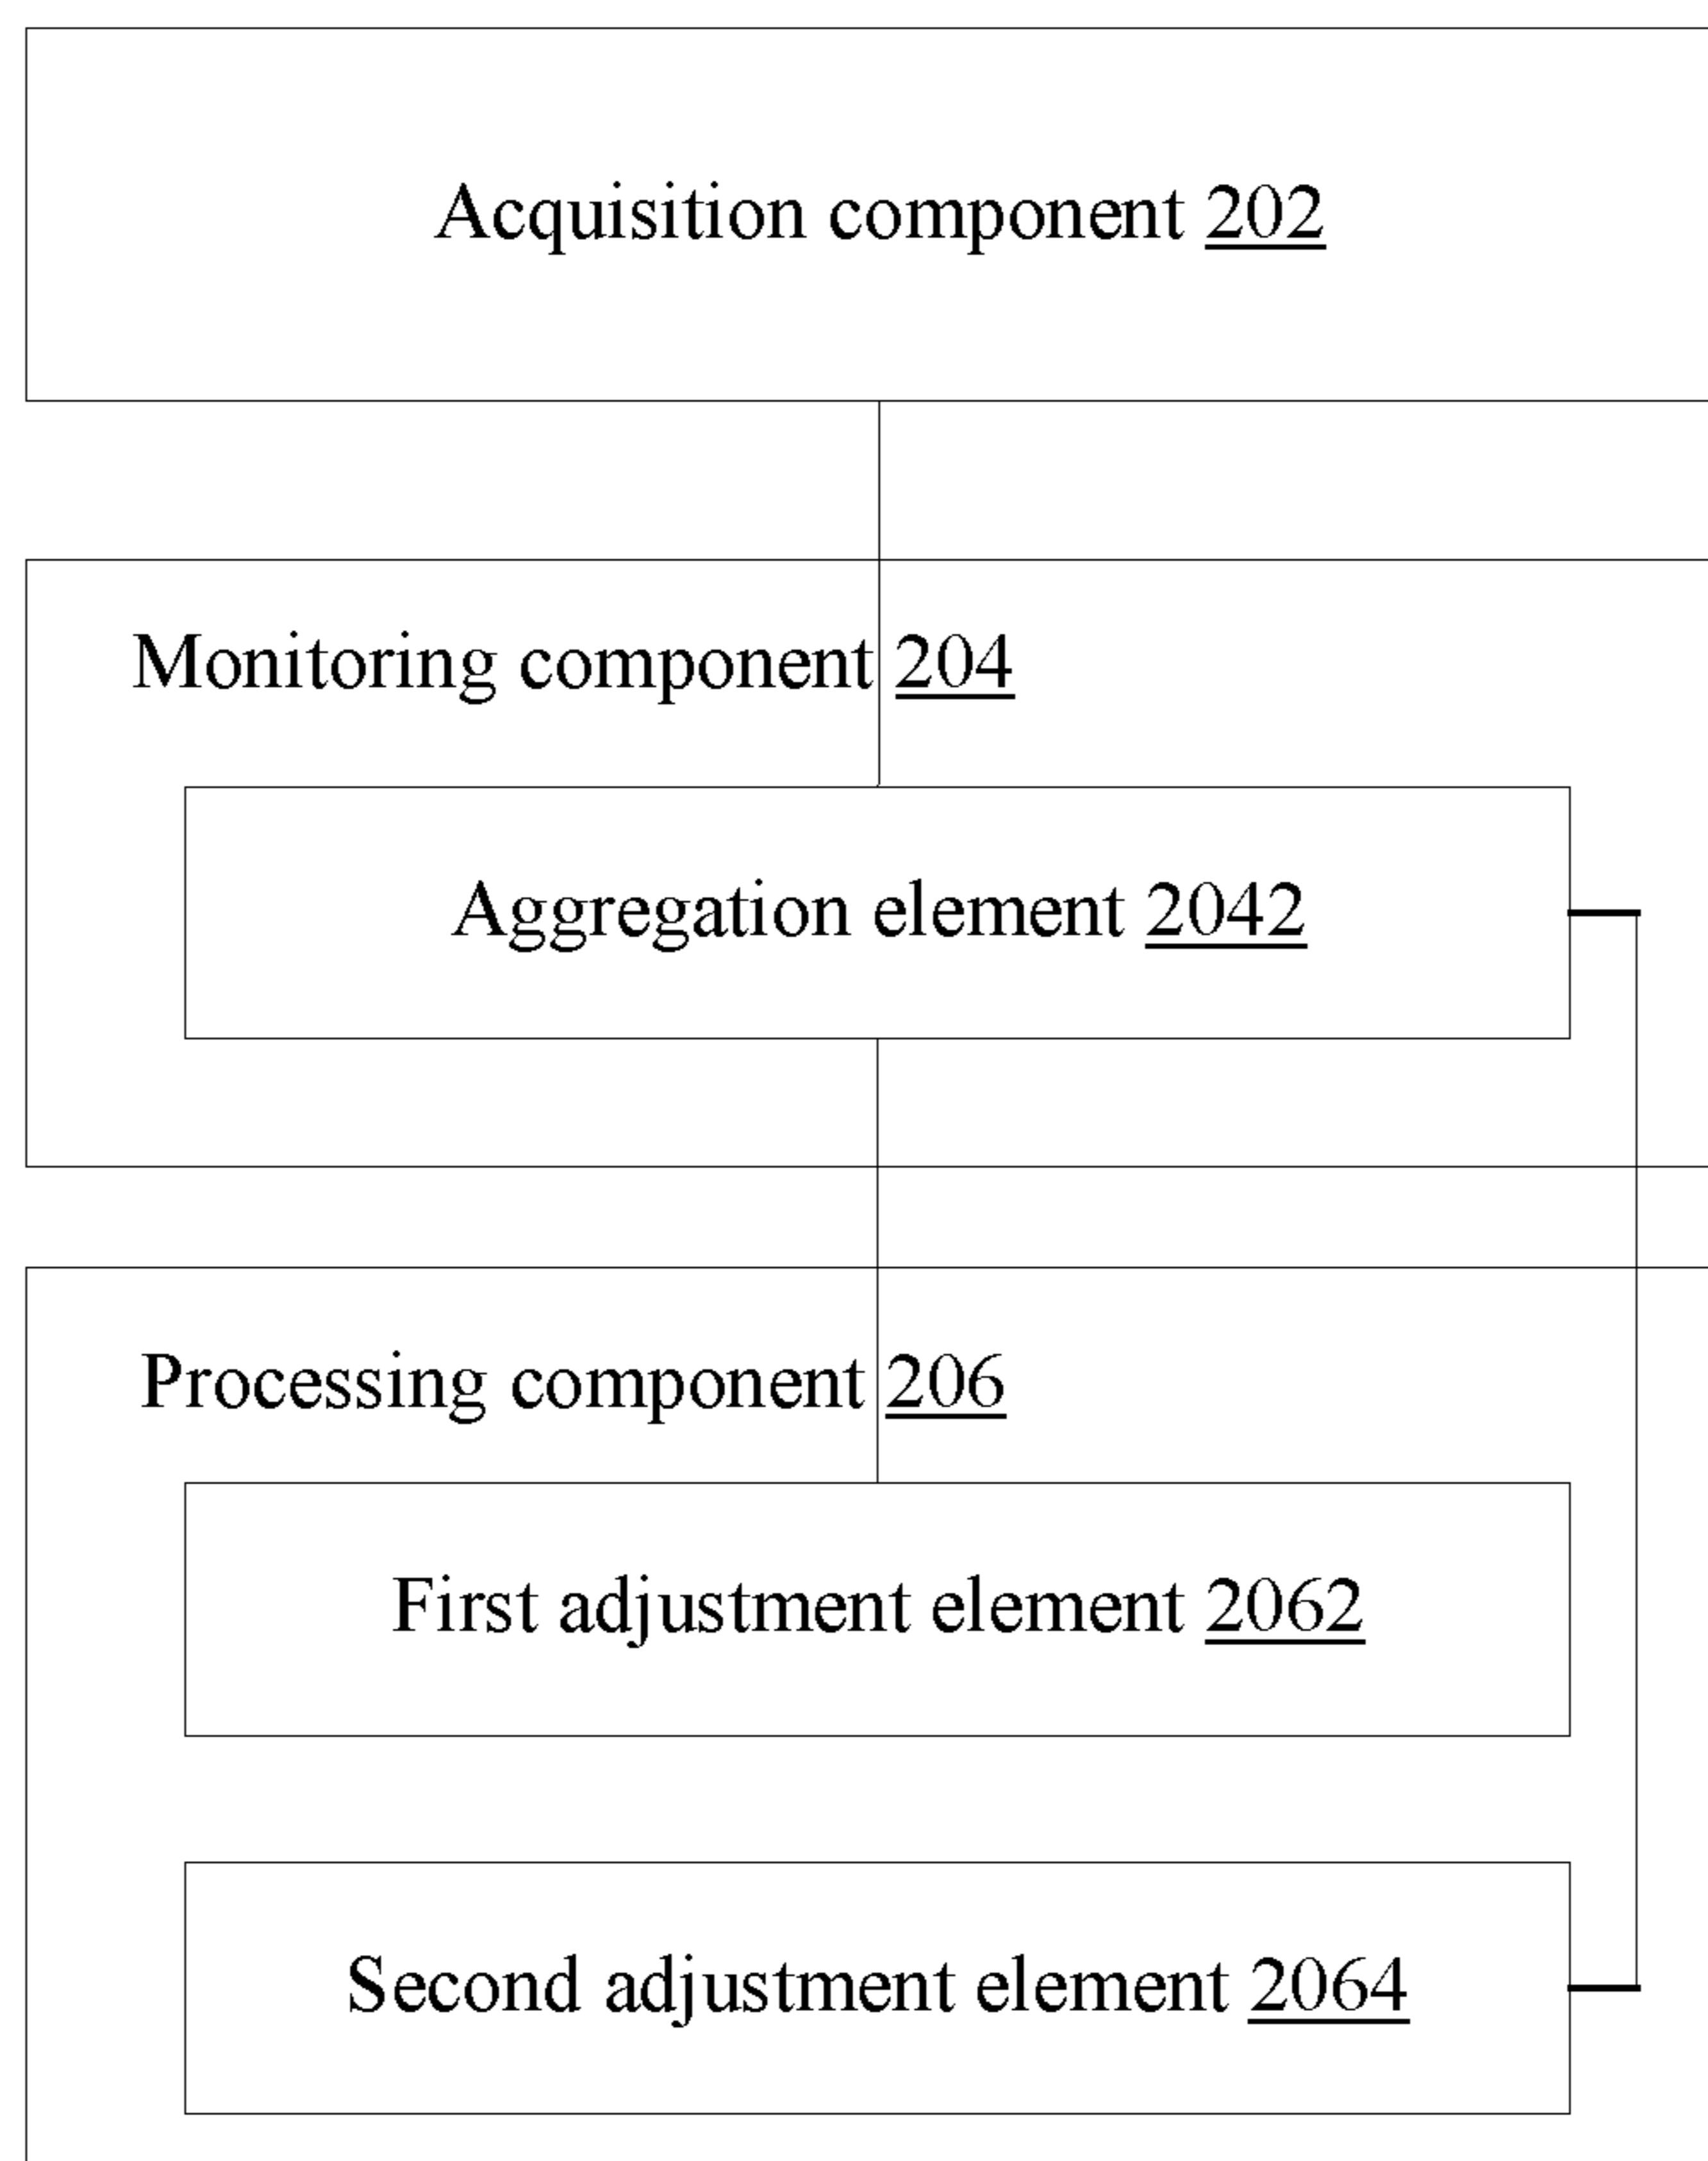 Acquisition component 202
Monitoring component 204
Aggregation element 2042
Processing component 206
First adjustment element 2062
Second adjustment element 2064